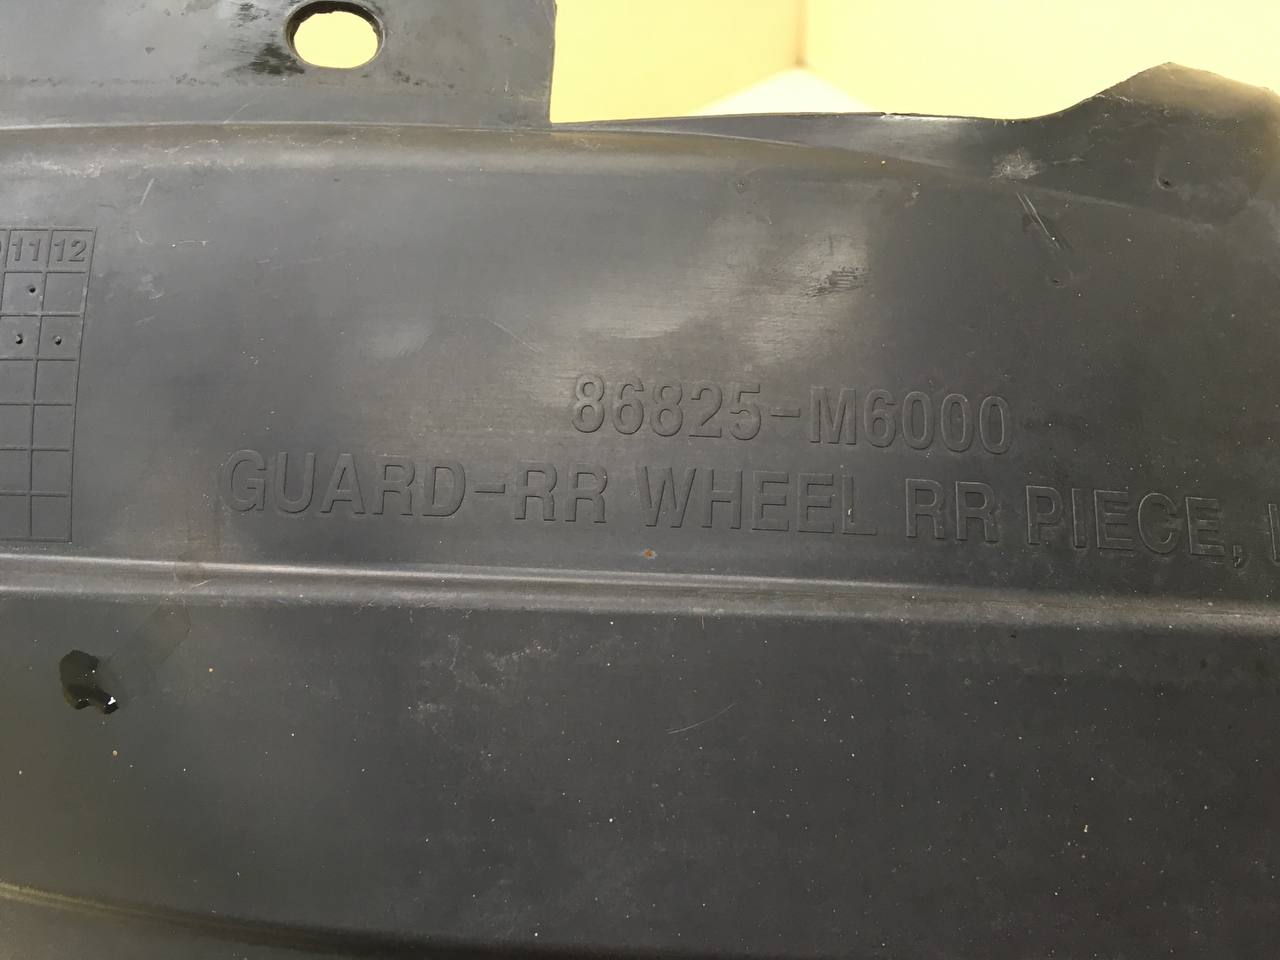 11 12
86825-M6000
GUARD-RR WHEEL RR PIECE,